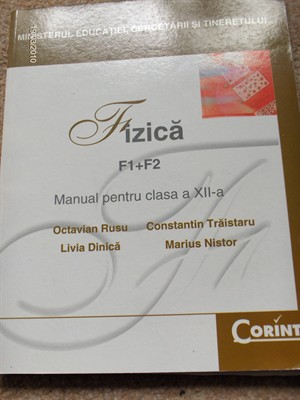 MINISTERUL EDUCAȚIEI, CERCETĂRII ȘI TINERETULUI
Fizică
F1+F2
Manual pentru clasa a XII-a
Octavian Rusu Constantin Trăistaru
Livia Dinică Marius Nistor
CORINT